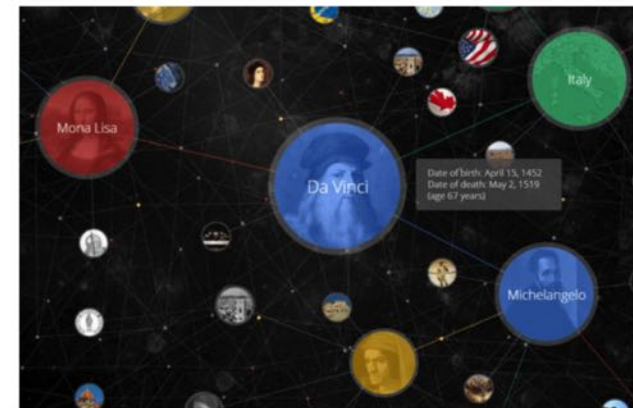 Italy
Mona Lisa
Da Vinci
Date of birth: April 15, 1452
Date of death: May 2, 1519
(age 67 years)
Michelangelo